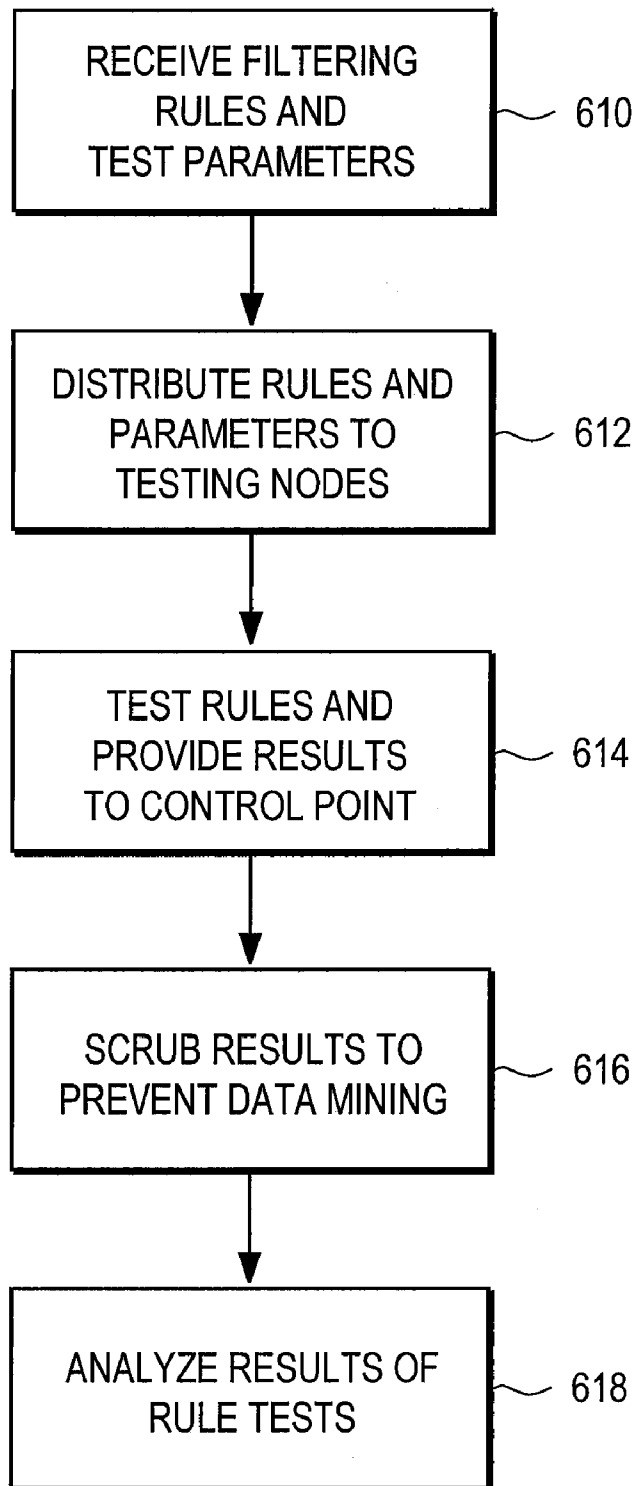 RECEIVE FILTERING
RULES AND
TEST PARAMETERS
610
DISTRIBUTE RULES AND
PARAMETERS TO
TESTING NODES
612
TEST RULES AND
PROVIDE RESULTS
TO CONTROL POINT
614
SCRUB RESULTS TO
PREVENT DATA MINING
616
ANALYZE RESULTS OF
RULE TESTS
618